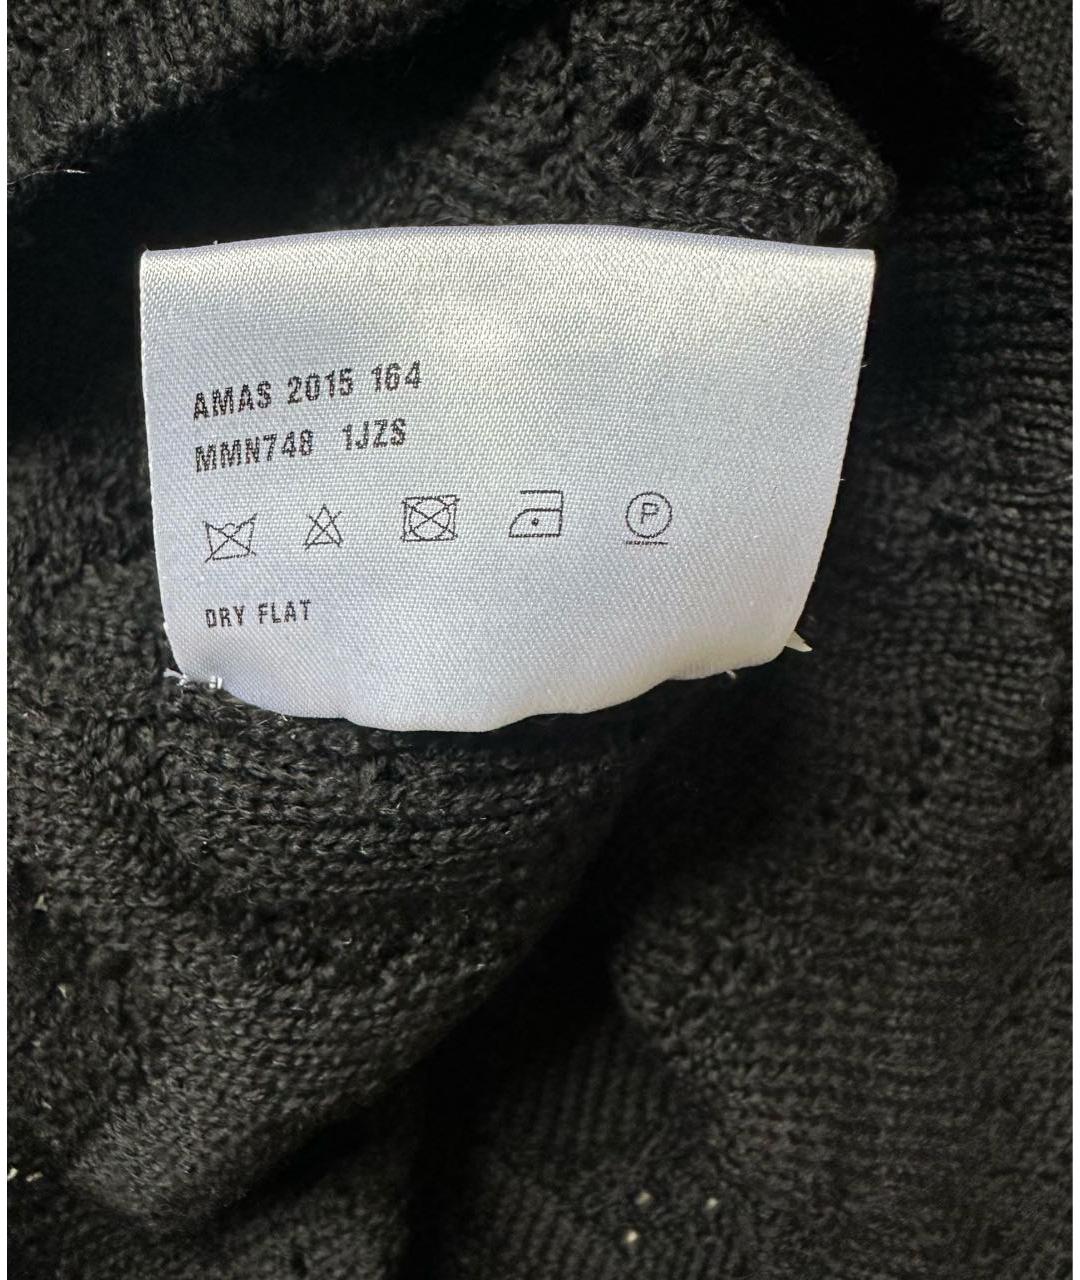 AMAS 2015 164
MMN748 1JZS
P
DRY FLAT